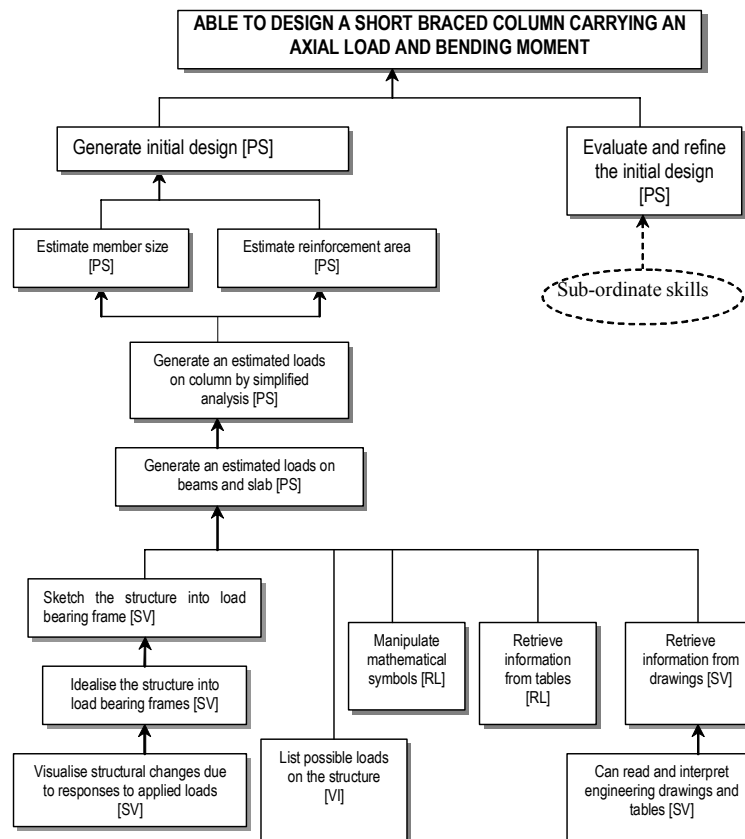 ABLE TO DESIGN A SHORT BRACED COLUMN CARRYING AN
AXIAL LOAD AND BENDING MOMENT
Generate initial design [PS]
Evaluate and refine
the initial design
[PS]
Estimate member size
[PS]
Estimate reinforcement area
[PS]
Sub-ordinate skills
Generate an estimated loads
on column by simplified
analysis [PS]
Generate an estimated loads on
beams and slab [PS]
Sketch the structure into load
bearing frame [SV]
Manipulate
mathematical
symbols [RL]
Retrieve
information
from tables
[RL]
Retrieve
information from
drawings [SV]
Idealise the structure into
load bearing frames [SV]
Visualise structural changes due
to responses to applied loads
[SV]
List possible loads
on the structure
[VI]
Can read and interpret
engineering drawings and
tables [SV]